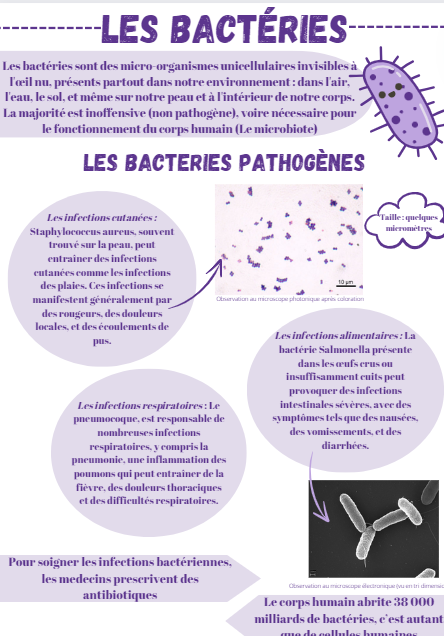 LES BACTÉRIES
Les bactéries sont des micro-organismes unicellulaires invisibles à
l'œil nu, présents partout dans notre environnement : dans l'air,
l'eau, le sol, et même sur notre peau et à l'intérieur de notre corps.
La majorité est inoffensive (non pathogène), voire nécessaire pour
le fonctionnement du corps humain (Le microbiote)
LES BACTERIES PATHOGÈNES
Les infections cutanées :
Staphylococcus aureus, souvent
trouvé sur la peau, peut
entrainer des infections
cutanées comme les infections
des plaies. Ces infections se
manifestent généralement par
des rougeurs, des douleurs
locales, et des écoulements de
pus.
10 µm
Observation au microscope photonique après coloration
Taille : quelques
micromètres
Les infections alimentaires : La
bactérie Salmonella présente
dans les œufs crus ou
insuffisamment cuits peut
provoquer des infections
intestinales sévères, avec des
symptômes tels que des nausées,
des vomissements, et des
diarrhées.
Les infections respiratoires : Le
pneumocoque, est responsable de
nombreuses infections
respiratoires, y compris la
pneumonie, une inflammation des
poumons qui peut entraîner de la
fièvre, des douleurs thoraciques
et des difficultés respiratoires.
Observation au microscope électronique (vu en tri dimensio
Pour soigner les infections bactériennes,
les medecins prescrivent des
antibiotiques
Le corps humain abrite 38 000
milliards de bactéries, c'est autant
que de cellules humaines